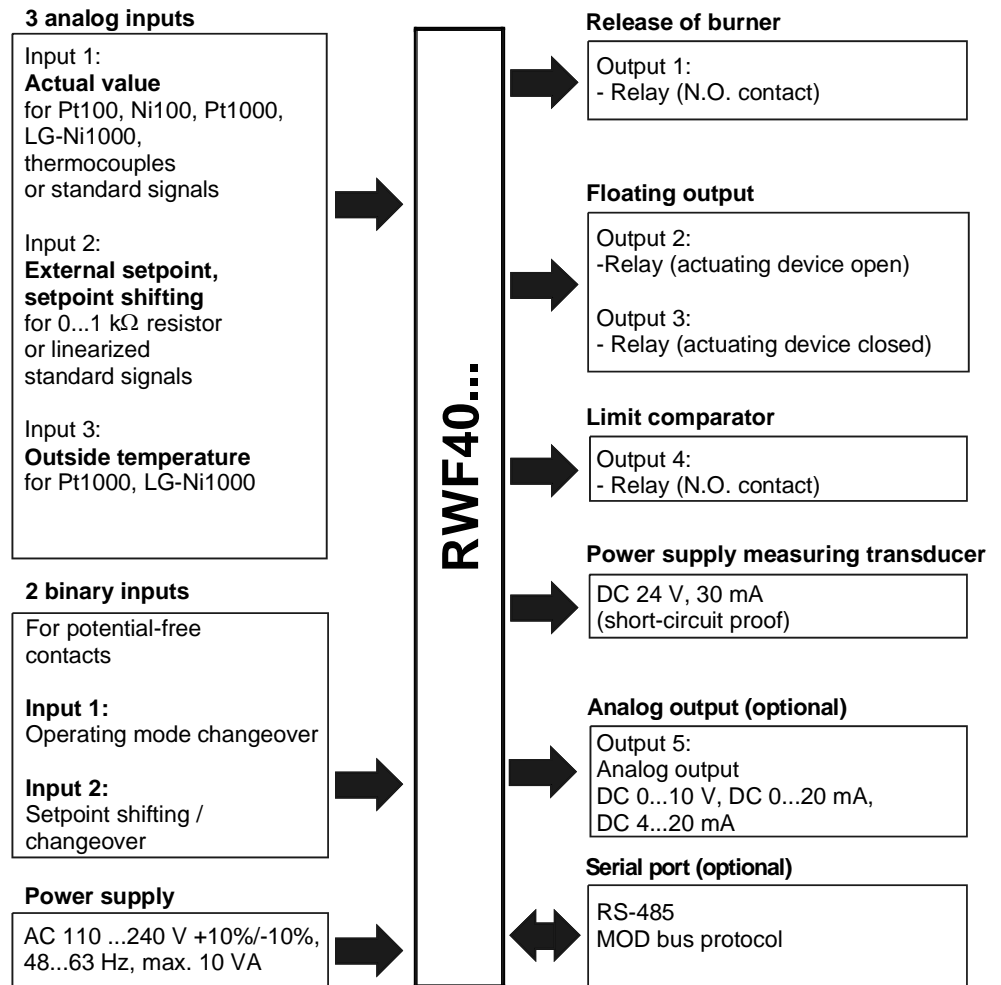 3 analog inputs
Input 1:
Actual value
for Pt100, Ni100, Pt1000,
LG-Ni1000,
thermocouples
or standard signals
Input 2:
External setpoint,
setpoint shifting
for 0...1 kΩ resistor
or linearized
standard signals
Input 3:
Outside temperature
for Pt1000, LG-Ni1000
2 binary inputs
For potential-free
contacts
Input 1:
Operating mode changeover
Input 2:
Setpoint shifting /
changeover
Power supply
AC 110 ...240 V +10%/-10%,
48...63 Hz, max. 10 VA
RWF40...
Release of burner
Output 1:
- Relay (N.O. contact)
Floating output
Output 2:
-Relay (actuating device open)
Output 3:
- Relay (actuating device closed)
Limit comparator
Output 4:
- Relay (N.O. contact)
Power supply measuring transducer
DC 24 V, 30 mA
(short-circuit proof)
Analog output (optional)
Output 5:
Analog output
DC 0...10 V, DC 0...20 mA,
DC 4...20 mA
Serial port (optional)
RS-485
MOD bus protocol